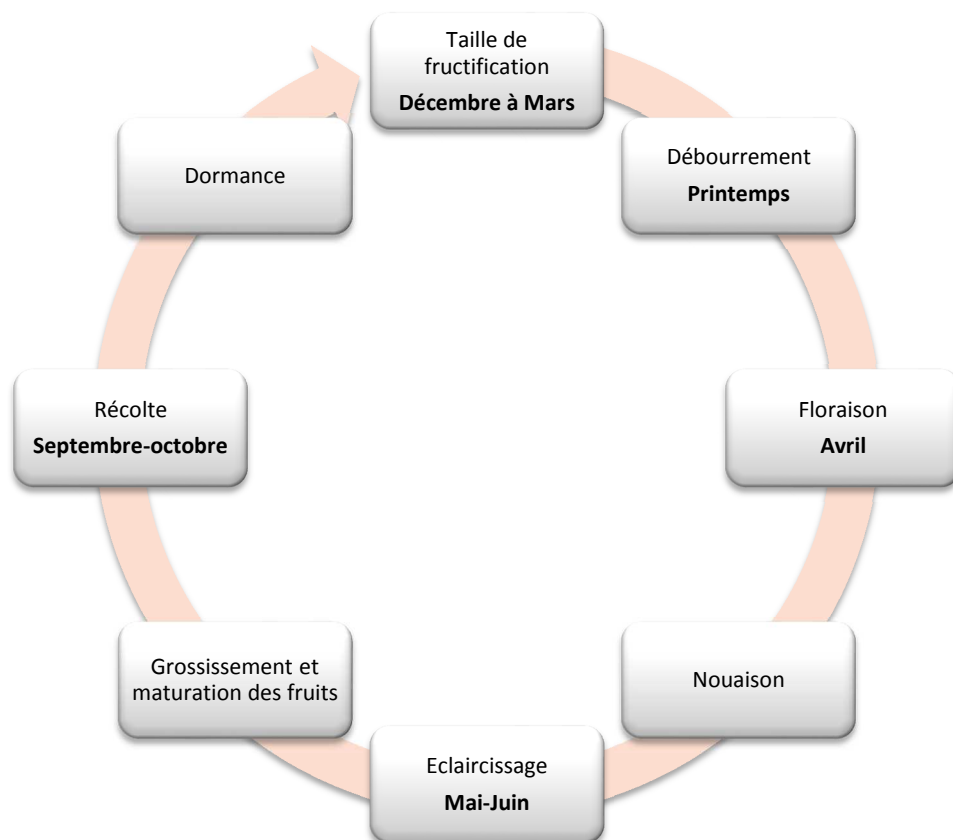 Taille de
fructification
Décembre à Mars
Débourrement
Printemps
Floraison
Avril
Nouaison
Eclaircissage
Mai-Juin
Grossissement et
maturation des fruits
Récolte
Septembre-octobre
Dormance